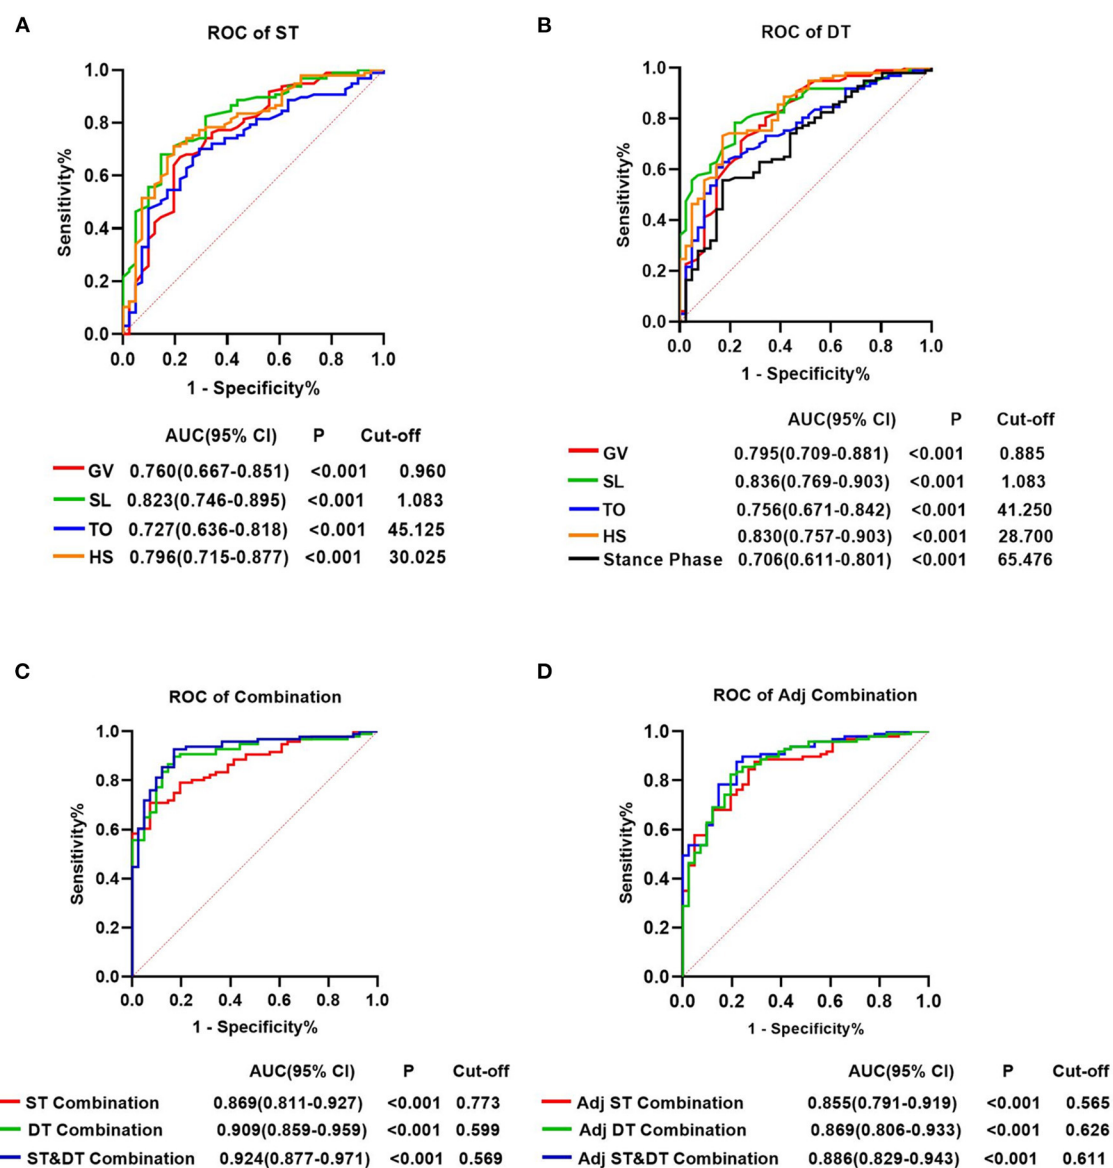 A
ROC of ST
Sensitivity%
1.0
0.8
0.6
0.4
0.2
0.0
0.0 0.2 0.4 0.6 0.8 1.0
1 - Specificity%
AUC(95% CI) P Cut-off
GV 0.760(0.667-0.851) <0.001 0.960
SL 0.823(0.746-0.895) <0.001 1.083
TO 0.727(0.636-0.818) <0.001 45.125
HS 0.796(0.715-0.877) <0.001 30.025
B
ROC of DT
Sensitivity%
1.0
0.8
0.6
0.4
0.2
0.0
0.0 0.2 0.4 0.6 0.8 1.0
1 - Specificity%
AUC(95% CI) P Cut-off
GV 0.795(0.709-0.881) <0.001 0.885
SL 0.836(0.769-0.903) <0.001 1.083
TO 0.756(0.671-0.842) <0.001 41.250
HS 0.830(0.757-0.903) <0.001 28.700
Stance Phase 0.706(0.611-0.801) <0.001 65.476
C
ROC of Combination
Sensitivity%
1.0
0.8
0.6
0.4
0.2
0.0
0.0 0.2 0.4 0.6 0.8 1.0
1 - Specificity%
AUC(95% CI) P Cut-off
ST Combination 0.869(0.811-0.927) <0.001 0.773
DT Combination 0.909(0.859-0.959) <0.001 0.599
ST&DT Combination 0.924(0.877-0.971) <0.001 0.569
D
ROC of Adj Combination
Sensitivity%
1.0
0.8
0.6
0.4
0.2
0.0
0.0 0.2 0.4 0.6 0.8 1.0
1 - Specificity%
AUC(95% CI) P Cut-off
Adj ST Combination 0.855(0.791-0.919) <0.001 0.565
Adj DT Combination 0.869(0.806-0.933) <0.001 0.626
Adj ST&DT Combination 0.886(0.829-0.943) <0.001 0.611